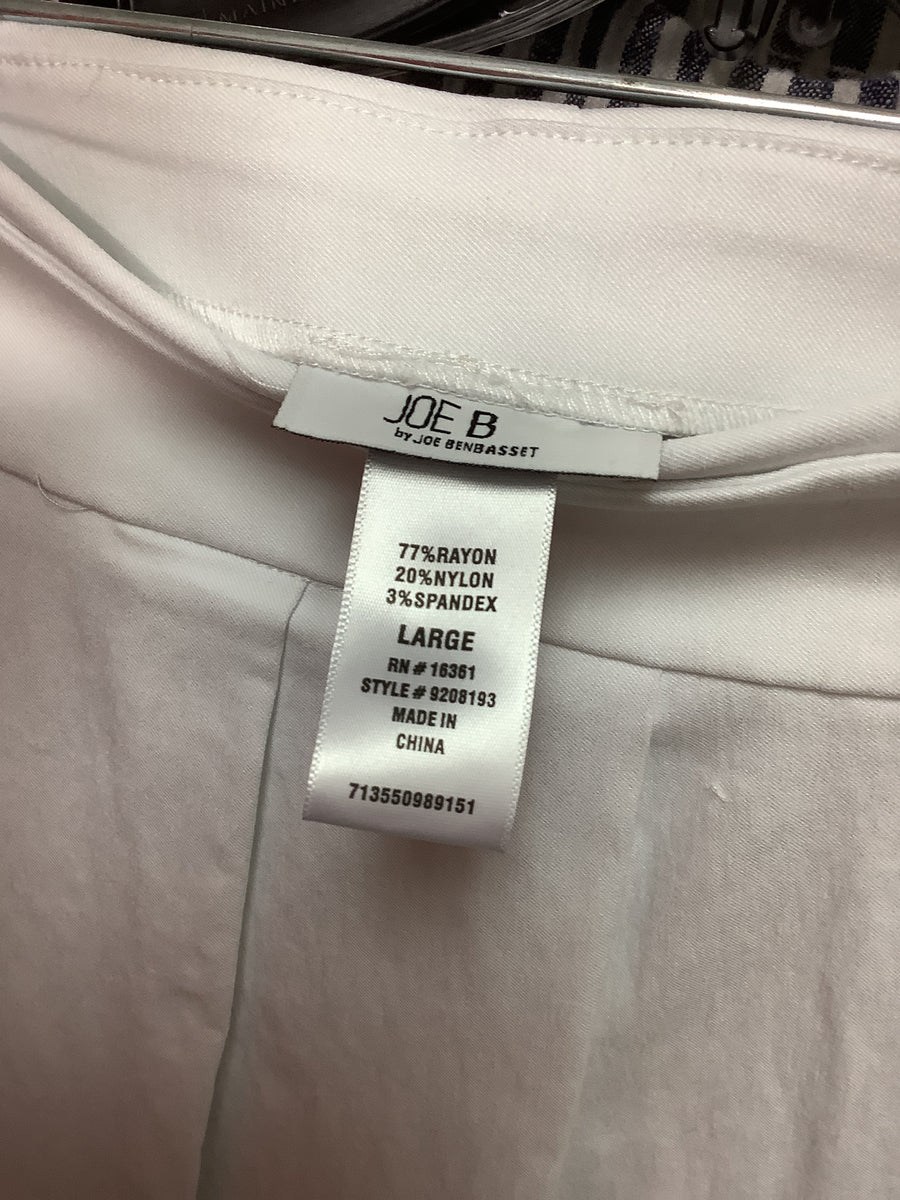 JOE B
by JOE BENBASSET
77%RAYON
20%NYLON
3%SPANDEX
LARGE
RN # 16361
STYLE # 9208193
MADE IN
CHINA
713550989151